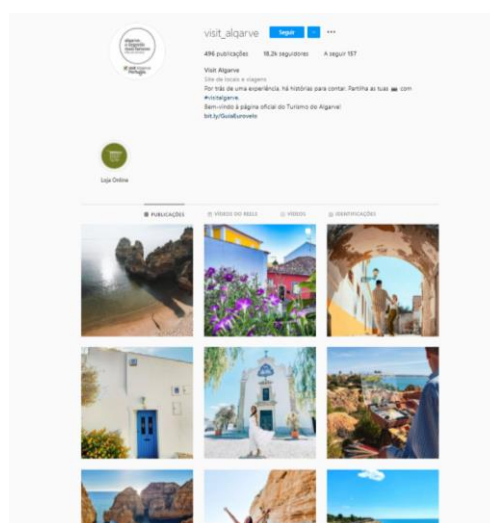 visit_algarve Seguir
496 publicações 18,2k seguidores A seguir 157
Visit Algarve
Site de locais e viagens
Por trás de uma experiência, há histórias para contar. Partilha as tuas 📷 com
#visitalgarve.
Bem-vindo à página oficial do Turismo do Algarve!
bit.ly/GuiaEurovelo
Loja Online
PUBLICAÇÕES VÍDEOS DO REELS VÍDEOS IDENTIFICAÇÕES